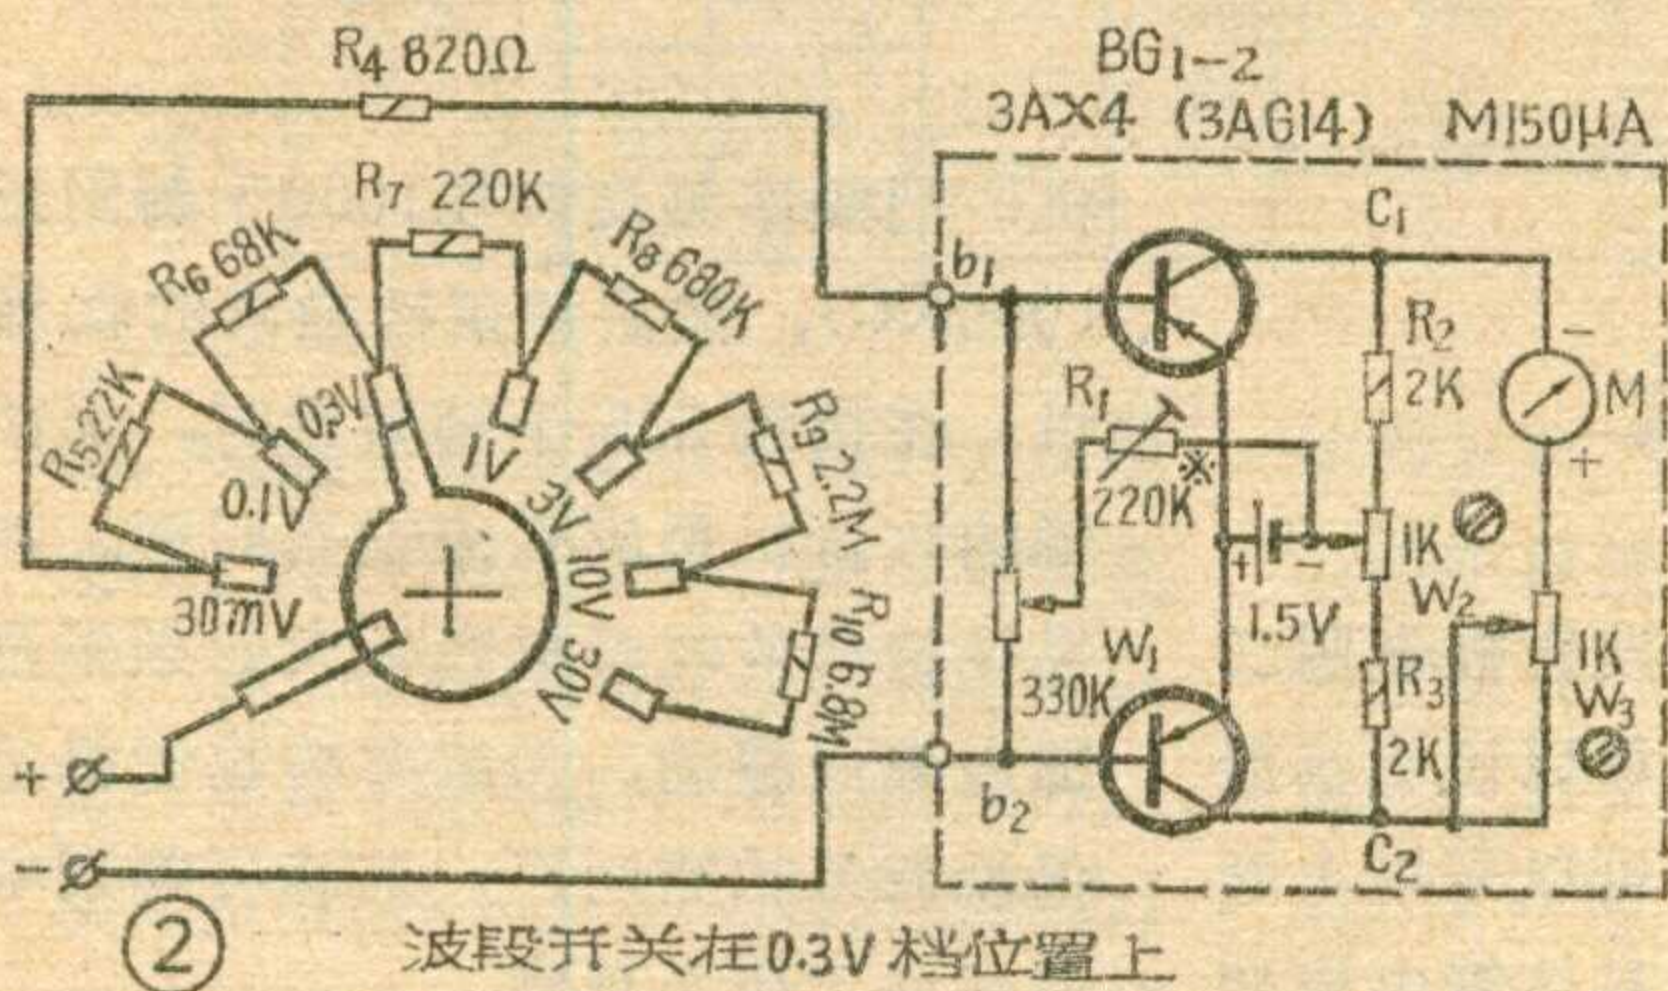 R4 820Ω
BG1-2
3AX4 (3AG14)
M150μA
R7 220K
R6 68K
R8 680K
R5 22K
R9 2.2M
R10 6.8M
30mV
0.1V
0.3V
1V
3V
10V
30V
+
-
b1
b2
C1
C2
R1
220K
※
R2
2K
-
M
+
+
-
1.5V
1K
W2
W1
330K
R3
2K
1K
W3
②
波段开关在0.3V档位置上